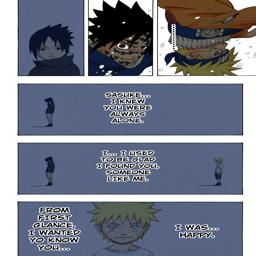 SASUKE...
I KNEW
YOU WERE
ALWAYS
ALONE.
I... I USED
TO BE GLAD
I FOUND YOU,
SOMEONE
LIKE ME.
FROM
FIRST
GLANCE,
I WANTED
YO KNOW
YOU...
I WAS...
HAPPY.